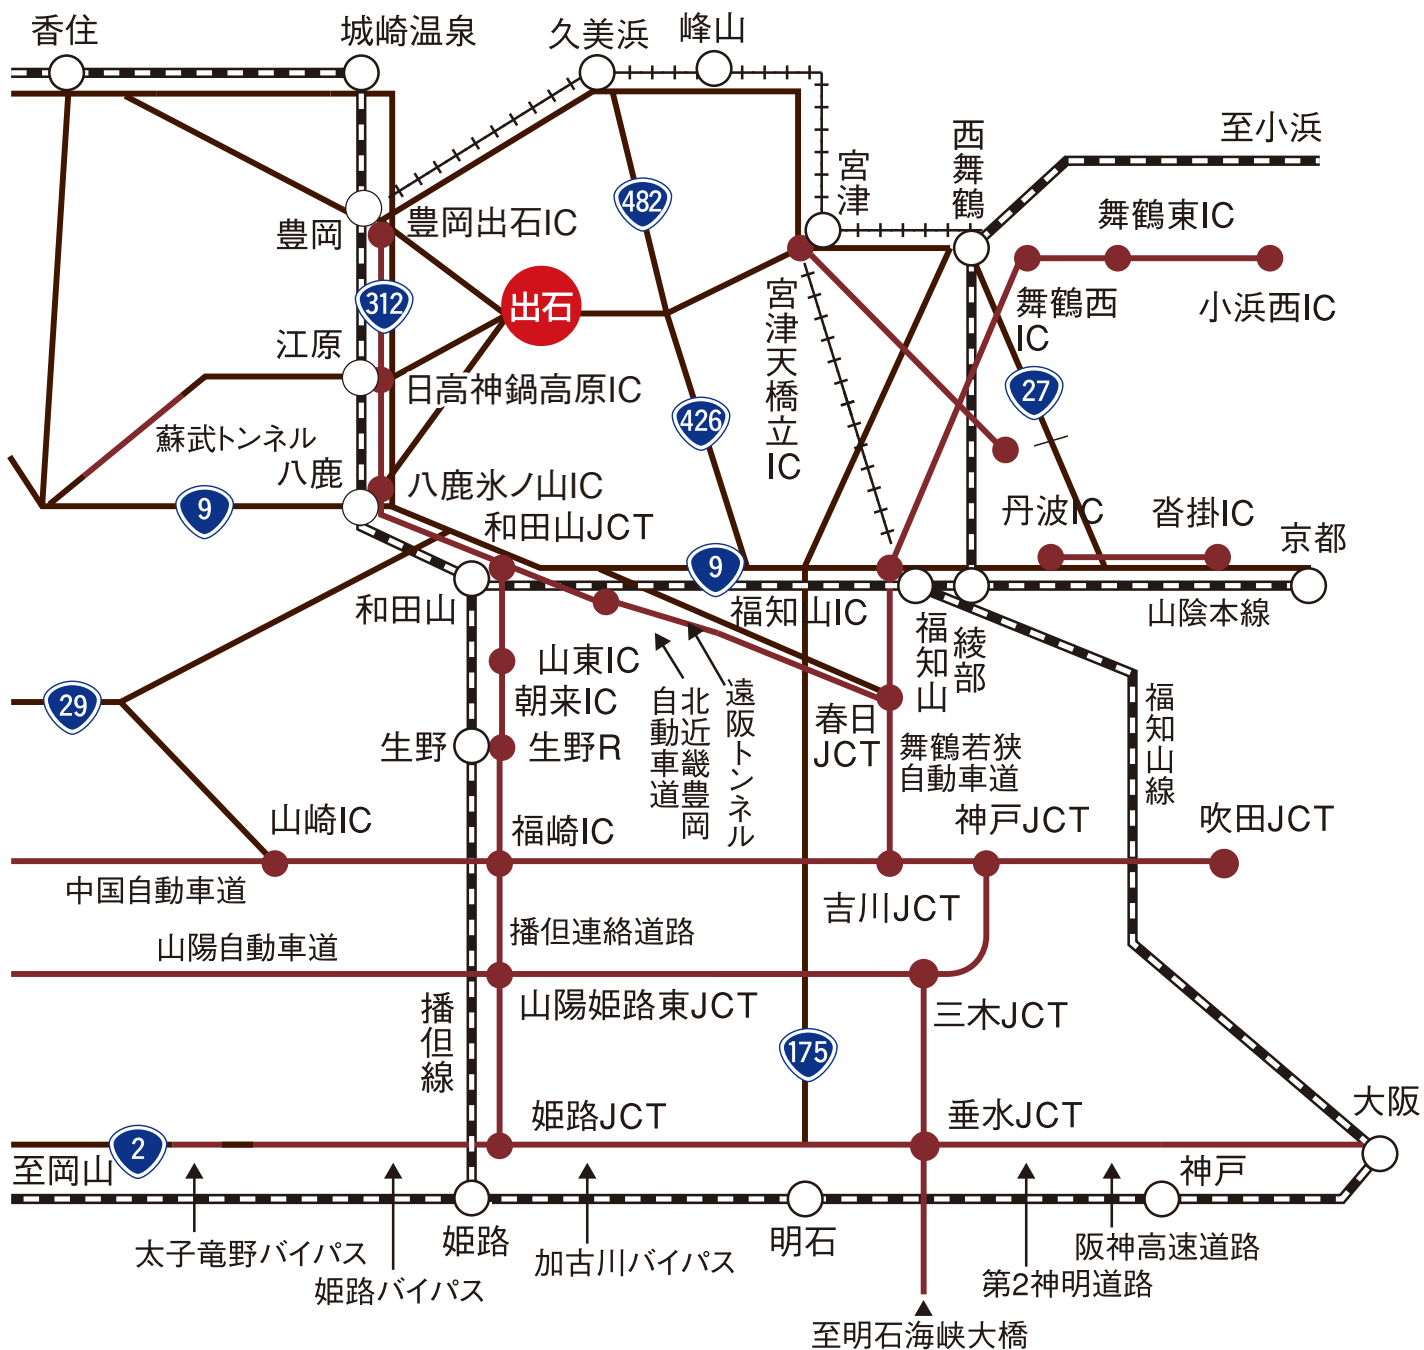 香住
城崎温泉
久美浜
峰山
宮津
西舞鶴
至小浜
舞鶴東IC
舞鶴西
IC
小浜西IC
豊岡
豊岡出石IC
482
出石
312
宮津天橋立IC
江原
日高神鍋高原IC
27
426
蘇武トンネル
八鹿
八鹿氷ノ山IC
9
和田山JCT
丹波IC
沓掛IC
京都
9
和田山
福知山IC
福知山
綾部
山陰本線
山東IC
朝来IC
29
北近畿豊岡
自動車道
遠阪トンネル
春日
JCT
舞鶴若狭
自動車道
福知山線
生野
生野R
山崎IC
福崎IC
神戸JCT
吹田JCT
中国自動車道
吉川JCT
山陽自動車道
播但連絡道路
播但線
山陽姫路東JCT
三木JCT
175
姫路JCT
垂水JCT
大阪
2
至岡山
神戸
太子竜野バイパス
姫路バイパス
姫路
加古川バイパス
明石
第2神明道路
阪神高速道路
至明石海峡大橋